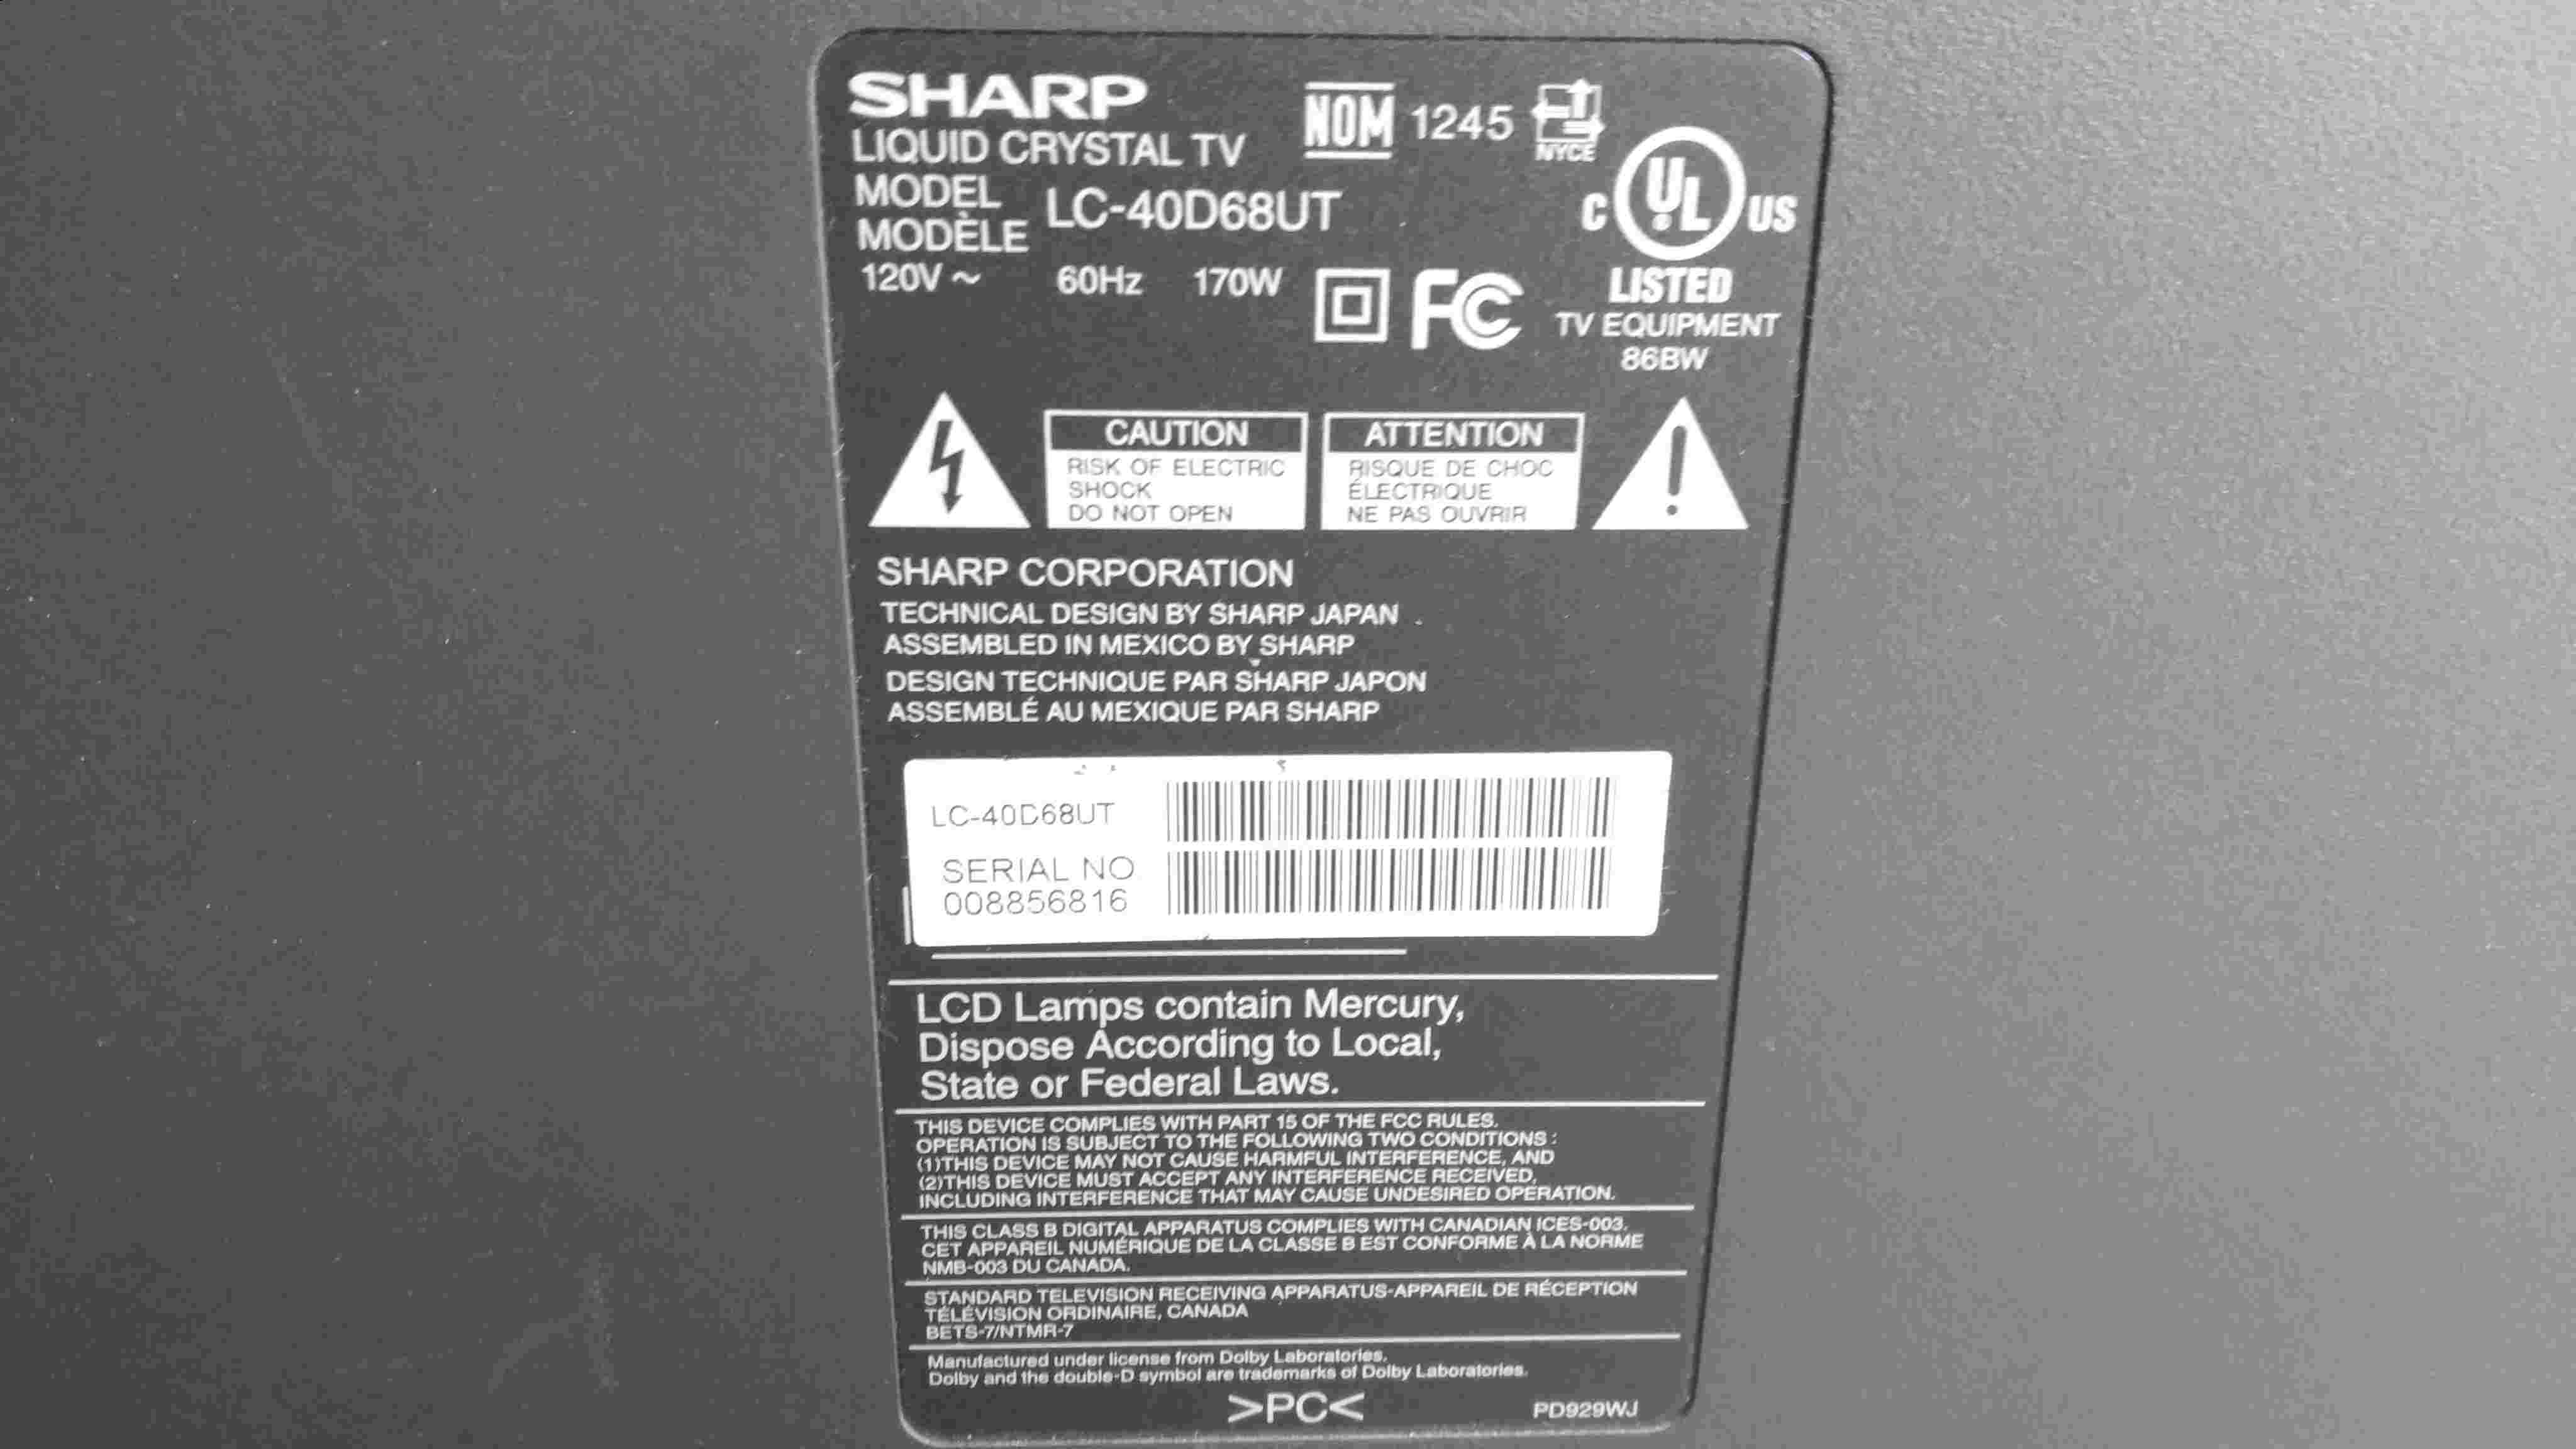 SHARP
LIQUID CRYSTAL TV
NOM 1245 NYCE
MODEL
MODÈLE LC-40D68UT
C UL US
120V ~ 60Hz 170W
FC
LISTED
TV EQUIPMENT
86BW
CAUTION
RISK OF ELECTRIC
SHOCK
DO NOT OPEN
ATTENTION
RISQUE DE CHOC
ÉLECTRIQUE
NE PAS OUVRIR
SHARP CORPORATION
TECHNICAL DESIGN BY SHARP JAPAN
ASSEMBLED IN MEXICO BY SHARP
DESIGN TECHNIQUE PAR SHARP JAPON
ASSEMBLÉ AU MEXIQUE PAR SHARP
LC-40D68UT
SERIAL NO
008856816
LCD Lamps contain Mercury,
Dispose According to Local,
State or Federal Laws.
THIS DEVICE COMPLIES WITH PART 15 OF THE FCC RULES.
OPERATION IS SUBJECT TO THE FOLLOWING TWO CONDITIONS :
(1)THIS DEVICE MAY NOT CAUSE HARMFUL INTERFERENCE, AND
(2)THIS DEVICE MUST ACCEPT ANY INTERFERENCE RECEIVED,
INCLUDING INTERFERENCE THAT MAY CAUSE UNDESIRED OPERATION.
THIS CLASS B DIGITAL APPARATUS COMPLIES WITH CANADIAN ICES-003.
CET APPAREIL NUMÉRIQUE DE LA CLASSE B EST CONFORME À LA NORME
NMB-003 DU CANADA.
STANDARD TELEVISION RECEIVING APPARATUS-APPAREIL DE RÉCEPTION
TÉLÉVISION ORDINAIRE, CANADA
BETS-7/NTMR-7
Manufactured under license from Dolby Laboratories.
Dolby and the double-D symbol are trademarks of Dolby Laboratories.
>PC<
PD929WJ